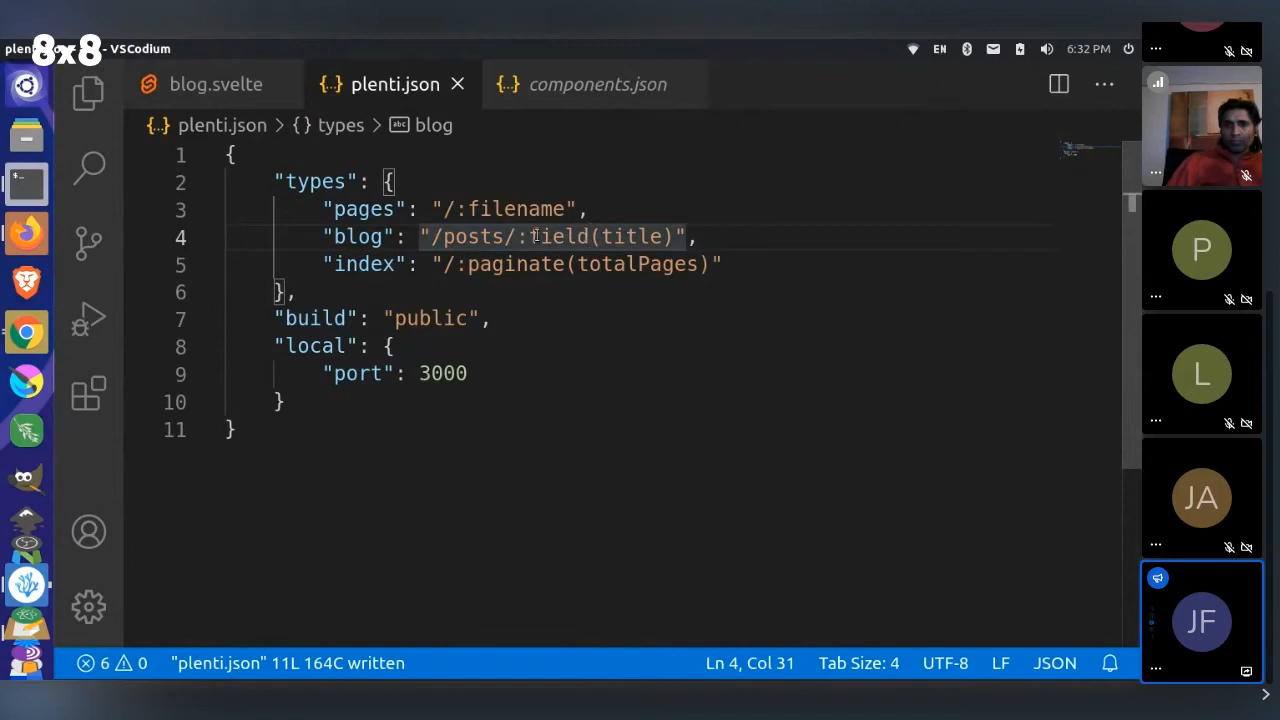 8x8
plen
- VSCodium
EN
6:32 PM
blog.svelte
{..} plenti.json
{..} components.json
{..} plenti.json > {} types > abc blog
1 {
2 "types": {
3 "pages": "/:filename",
4 "blog": "/posts/:field(title)",
5 "index": "/:paginate(totalPages)"
6 },
7 "build": "public",
8 "local": {
9 "port": 3000
10 }
11 }
P
L
JA
JF
6 0 "plenti.json" 11L 164C written Ln 4, Col 31 Tab Size: 4 UTF-8 LF JSON